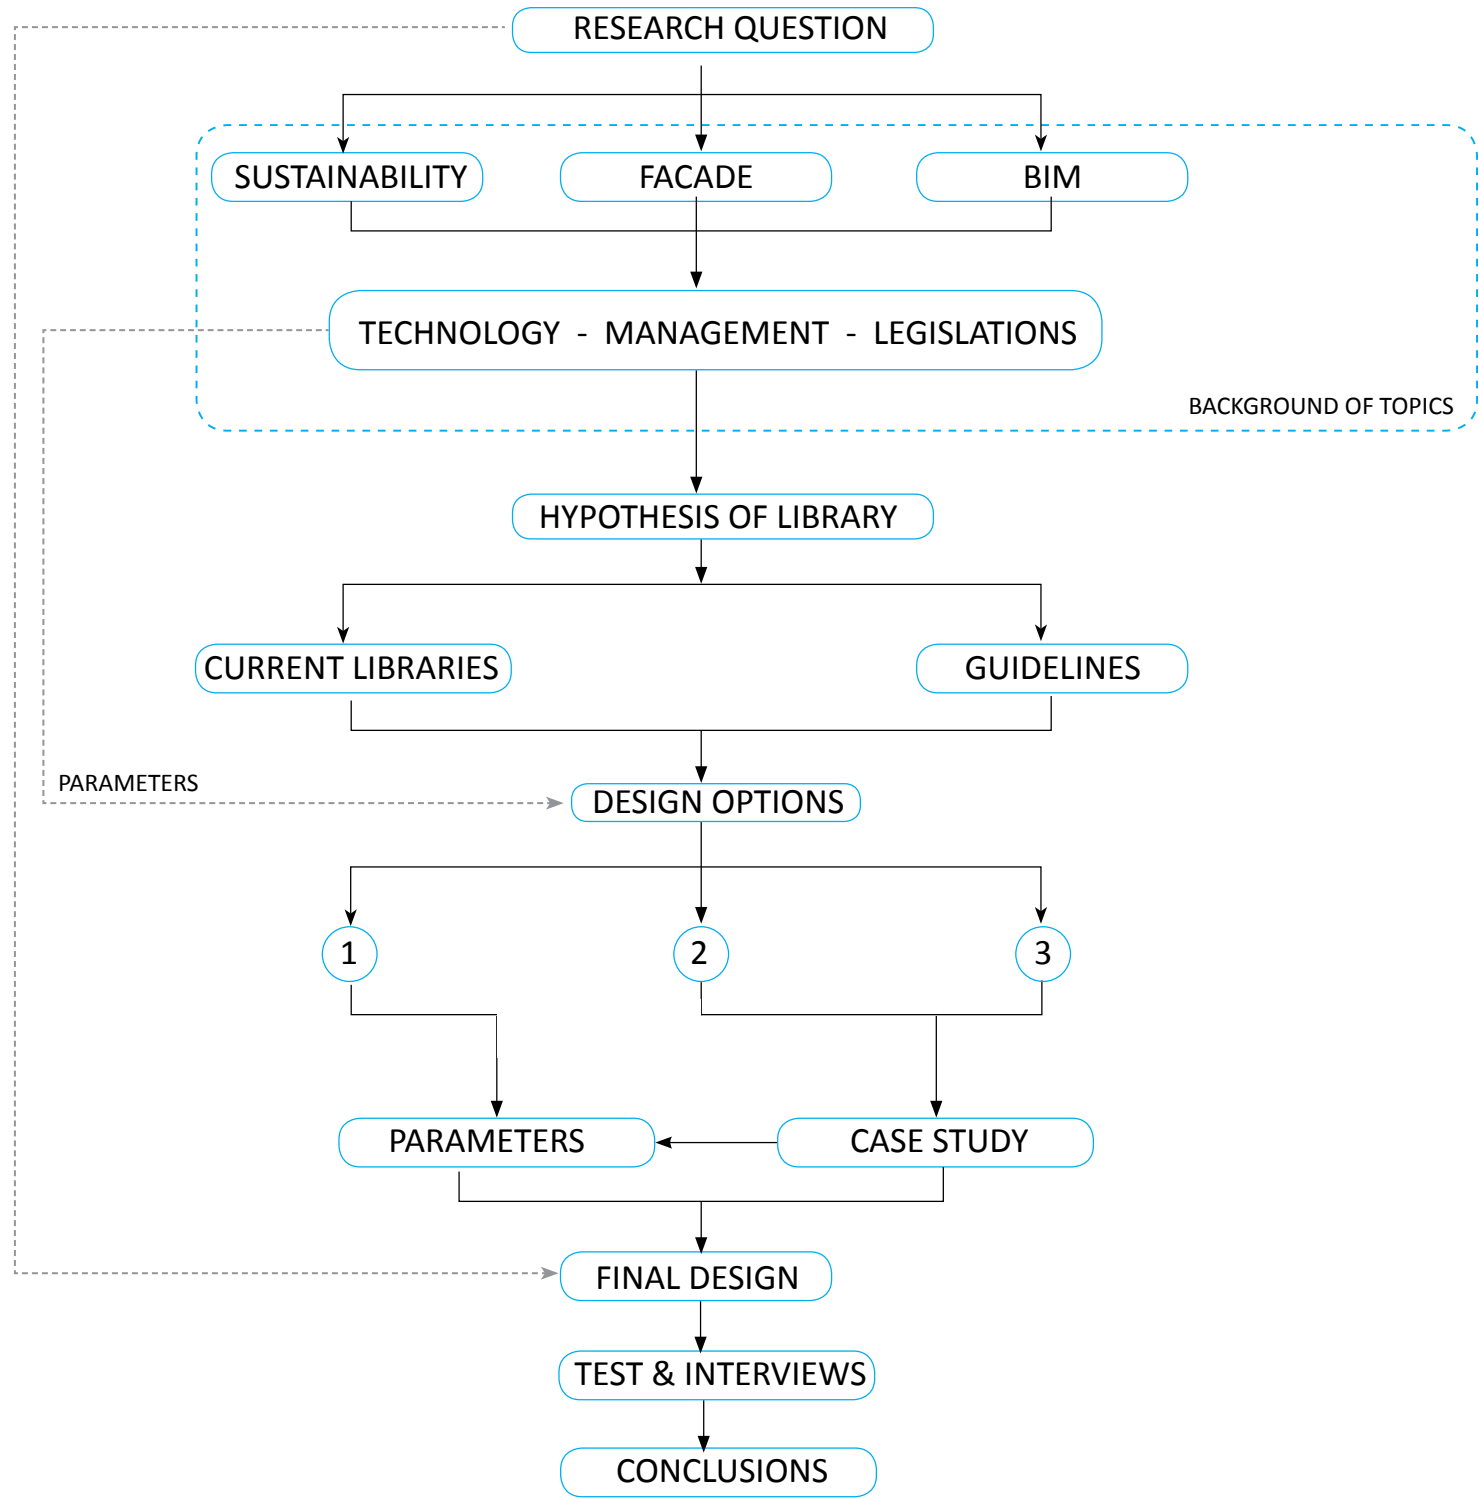 RESEARCH QUESTION
SUSTAINABILITY
FACADE
BIM
TECHNOLOGY - MANAGEMENT - LEGISLATIONS
BACKGROUND OF TOPICS
HYPOTHESIS OF LIBRARY
CURRENT LIBRARIES
GUIDELINES
PARAMETERS
DESIGN OPTIONS
1
2
3
PARAMETERS
CASE STUDY
FINAL DESIGN
TEST & INTERVIEWS
CONCLUSIONS